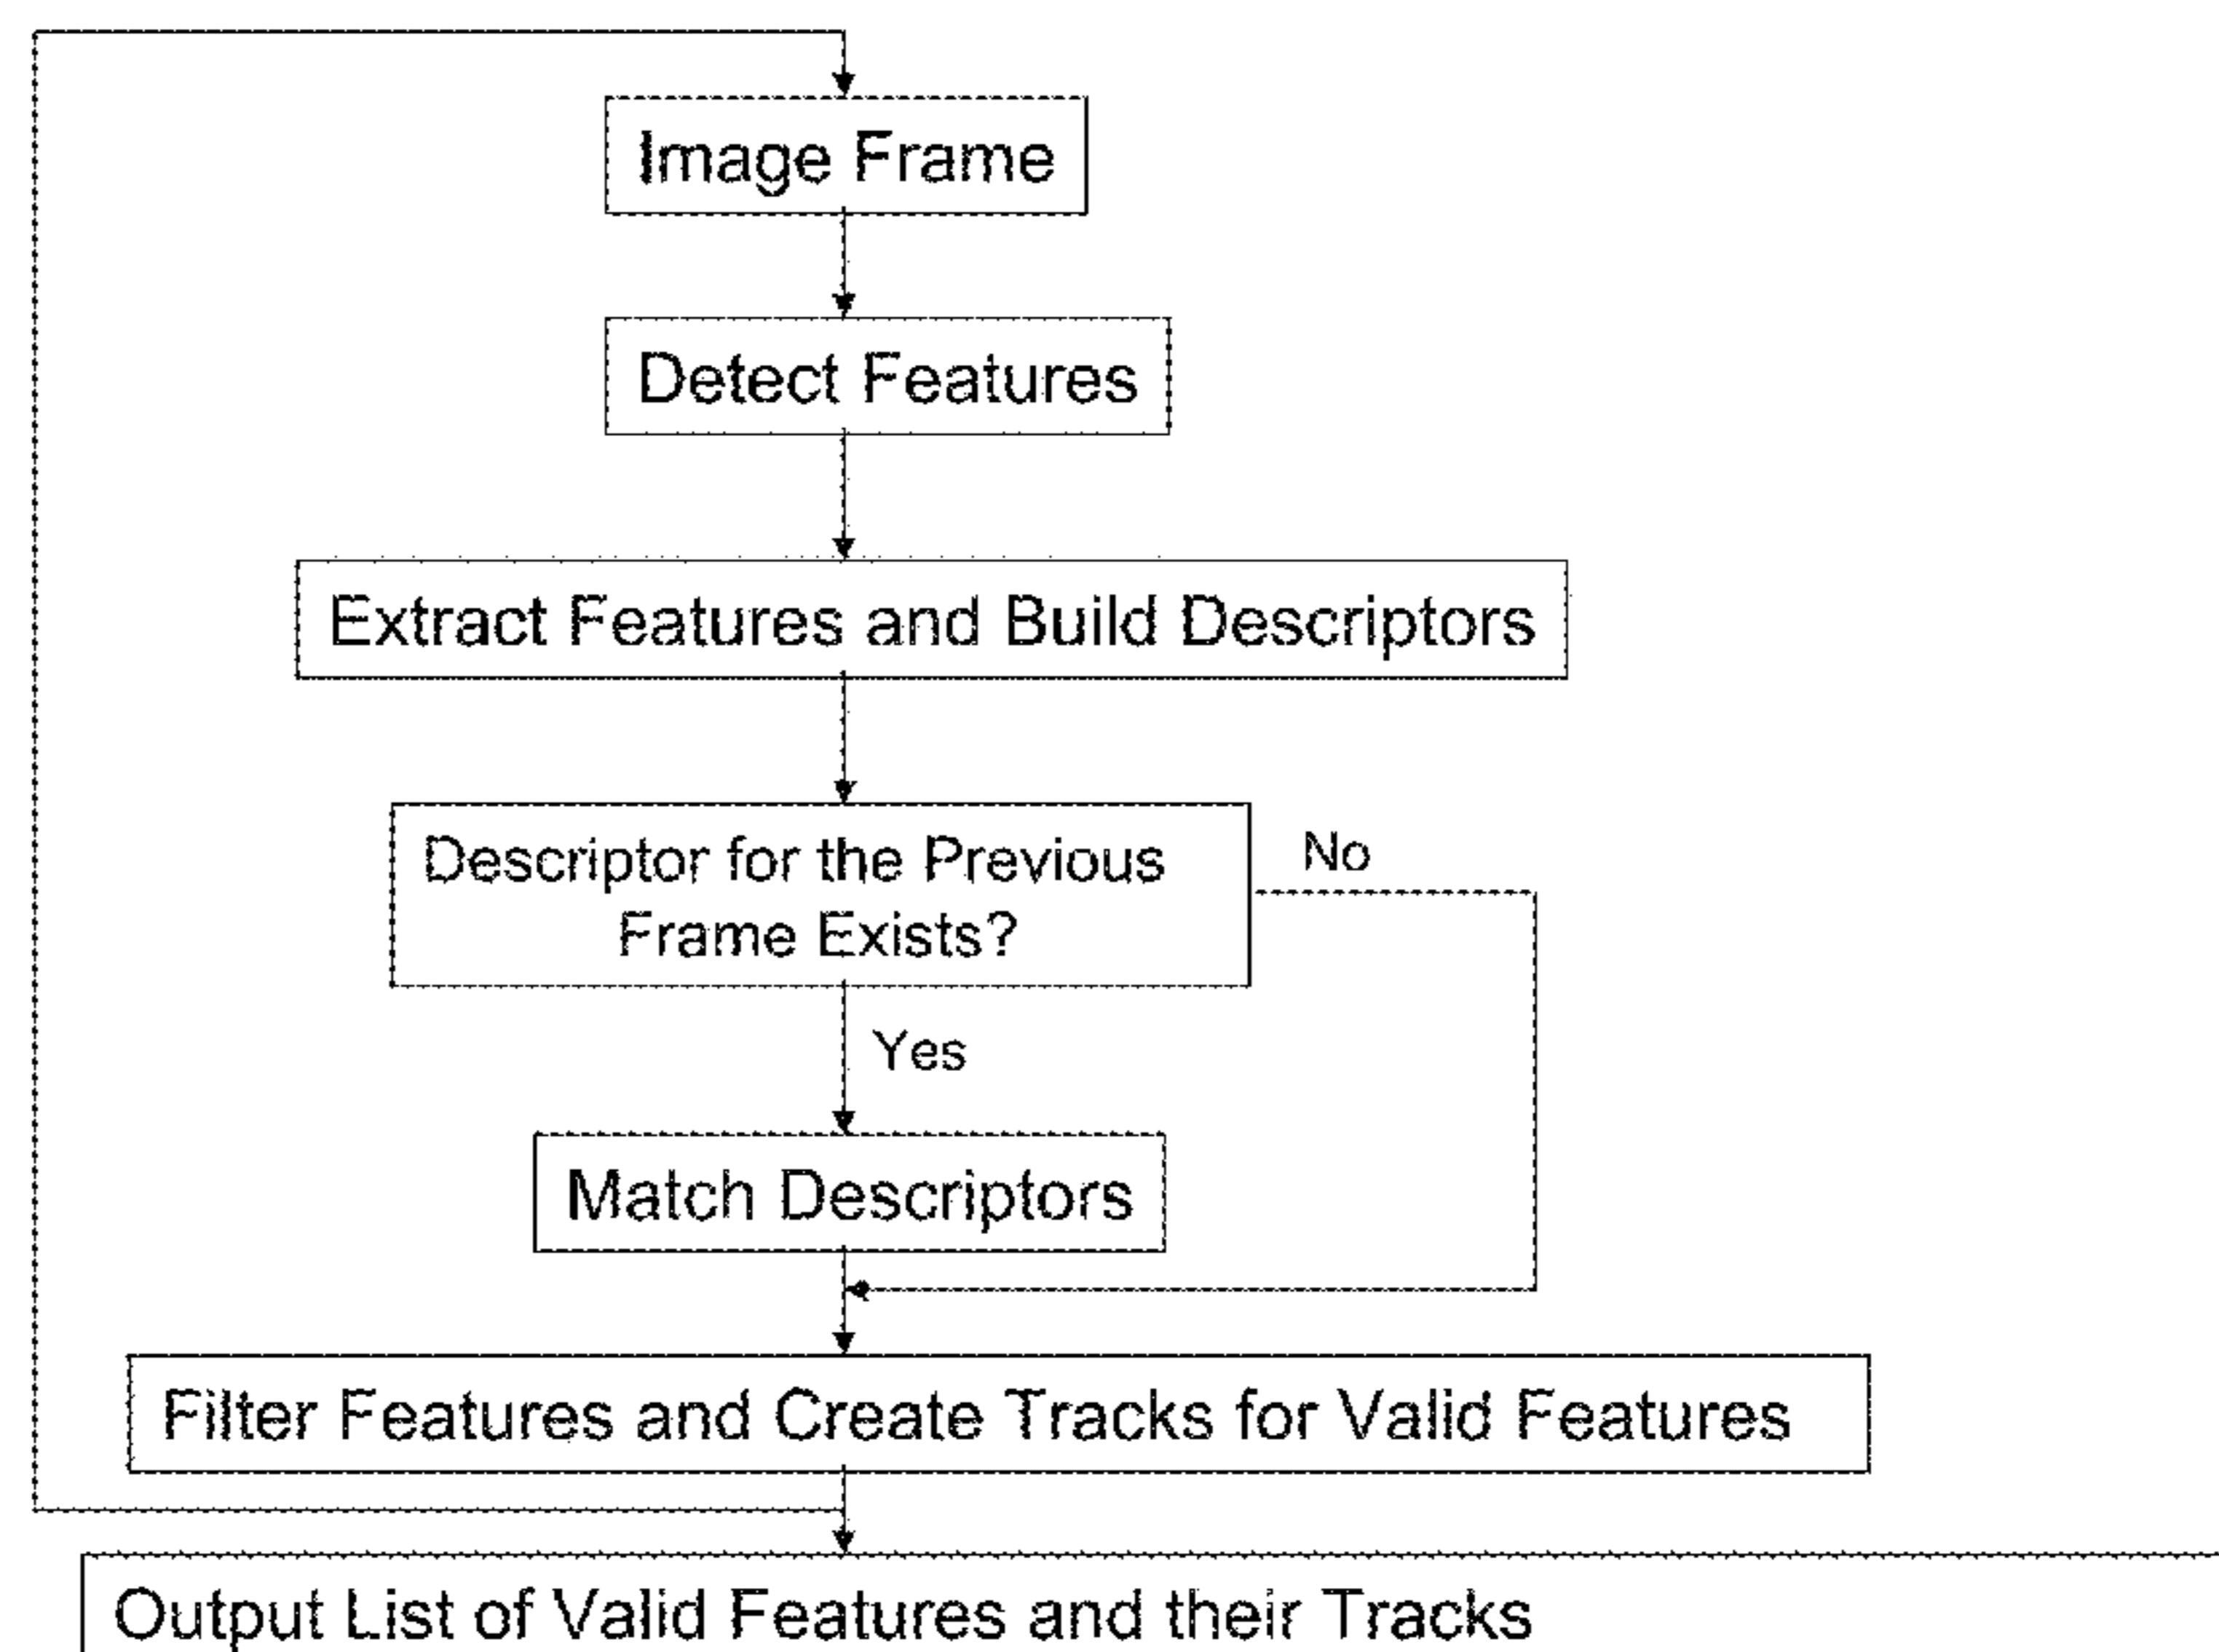 Image Frame
Detect Features
Extract Features and Build Descriptors
Descriptor for the Previous
Frame Exists?
No
Yes
Match Descriptors
Filter Features and Create Tracks for Valid Features
Output List of Valid Features and their Tracks